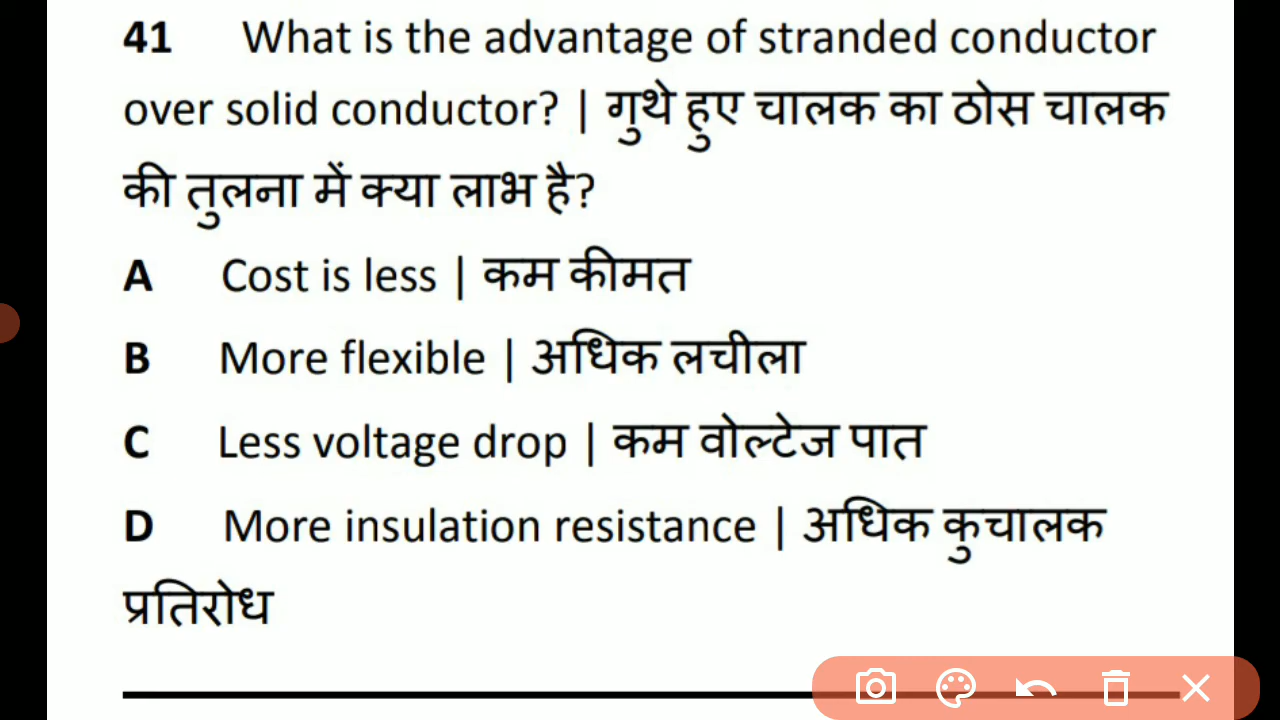 41 What is the advantage of stranded conductor
over solid conductor? | गुथे हुए चालक का ठोस चालक
की तुलना में क्या लाभ है?
A Cost is less | कम कीमत
B More flexible | अधिक लचीला
C Less voltage drop | कम वोल्टेज पात
D More insulation resistance | अधिक कुचालक
प्रतिरोध